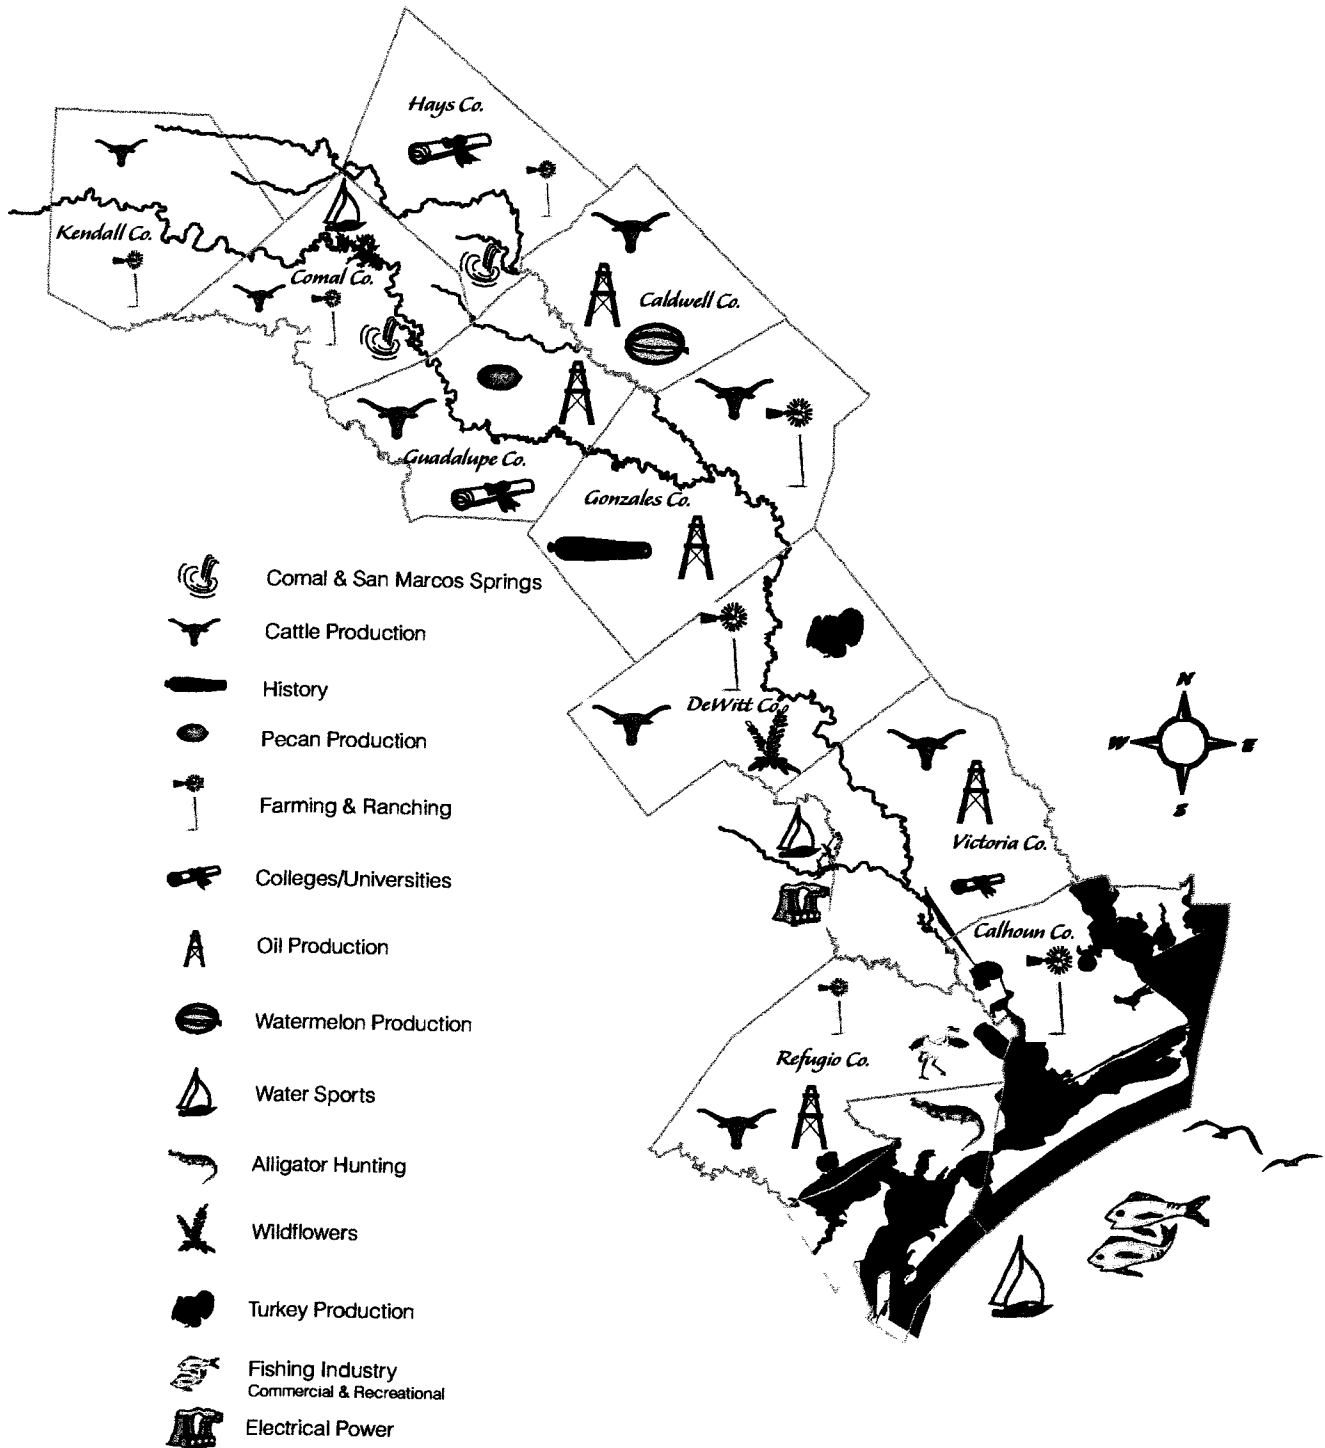 Hays Co.
Kendall Co.
Comal Co.
Caldwell Co.
Guadalupe Co.
Gonzales Co.
DeWitt Co.
Victoria Co.
Calhoun Co.
Refugio Co.
N
W
E
S
Comal & San Marcos Springs
Cattle Production
History
Pecan Production
Farming & Ranching
Colleges/Universities
Oil Production
Watermelon Production
Water Sports
Alligator Hunting
Wildflowers
Turkey Production
Fishing Industry
Commercial & Recreational
Electrical Power